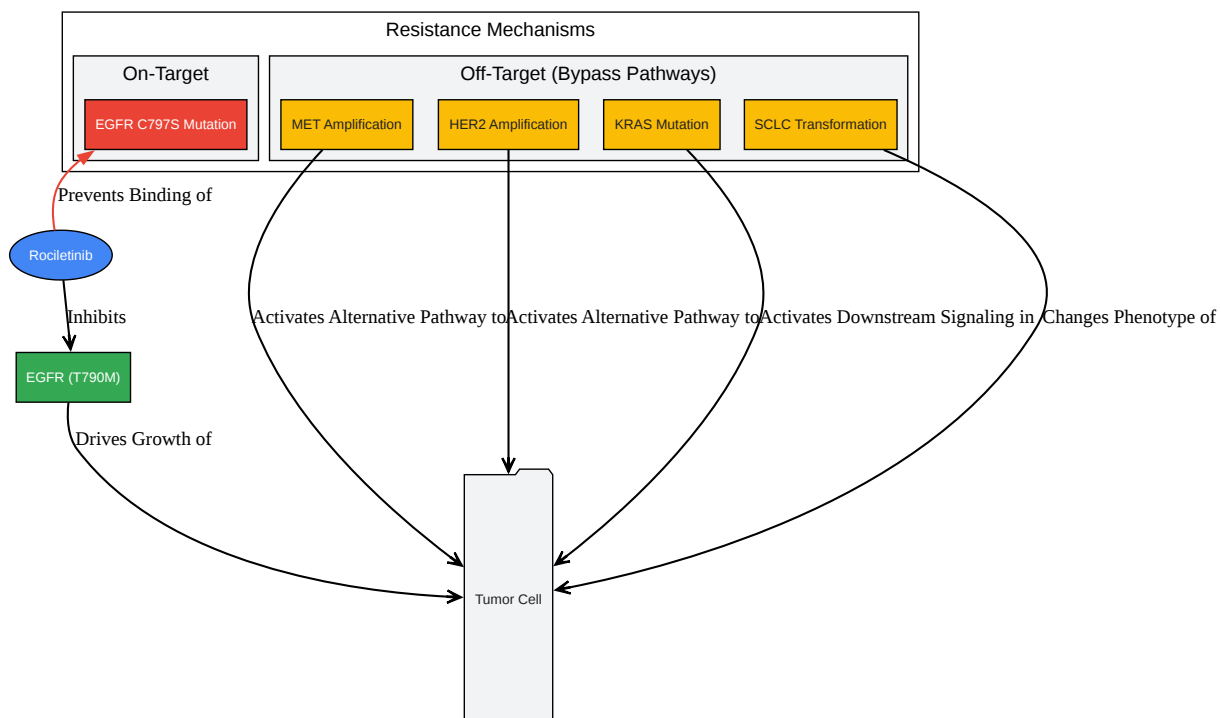 Resistance Mechanisms
On-Target
Off-Target (Bypass Pathways)
EGFR C797S Mutation
MET Amplification
HER2 Amplification
KRAS Mutation
SCLC Transformation
Prevents Binding of
Rociletinib
Inhibits
Activates Alternative Pathway to
Activates Alternative Pathway to
Activates Downstream Signaling in
Changes Phenotype of
EGFR (T790M)
Drives Growth of
Tumor Cell